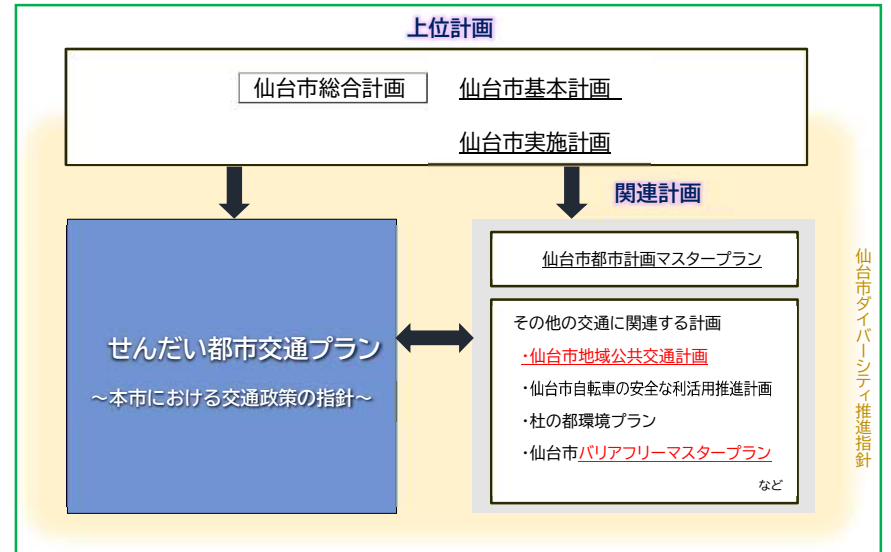 上位計画
仙台市総合計画 仙台市基本計画
仙台市実施計画
関連計画
せんだい都市交通プラン
~本市における交通政策の指針~
仙台市都市計画マスタープラン
その他の交通に関連する計画
・仙台市地域公共交通計画
・仙台市自転車の安全な利活用推進計画
・杜の都環境プラン
・仙台市バリアフリーマスタープラン
など
仙台市ダイバーシティ推進指針